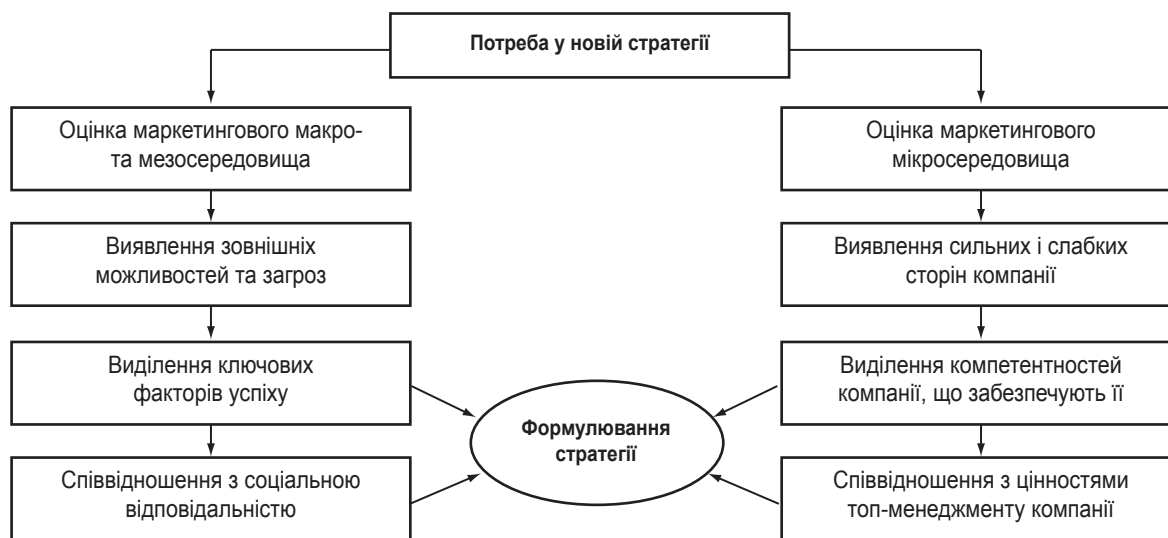 Потреба у новій стратегії
Оцінка маркетингового макро-
та мезосередовища
Оцінка маркетингового
мікросередовища
Виявлення зовнішніх
можливостей та загроз
Виявлення сильних і слабких
сторін компанії
Виділення ключових
факторів успіху
Виділення компетентностей
компанії, що забезпечують її
Формулювання
стратегії
Співвідношення з соціальною
відповідальністю
Співвідношення з цінностями
топ-менеджменту компанії